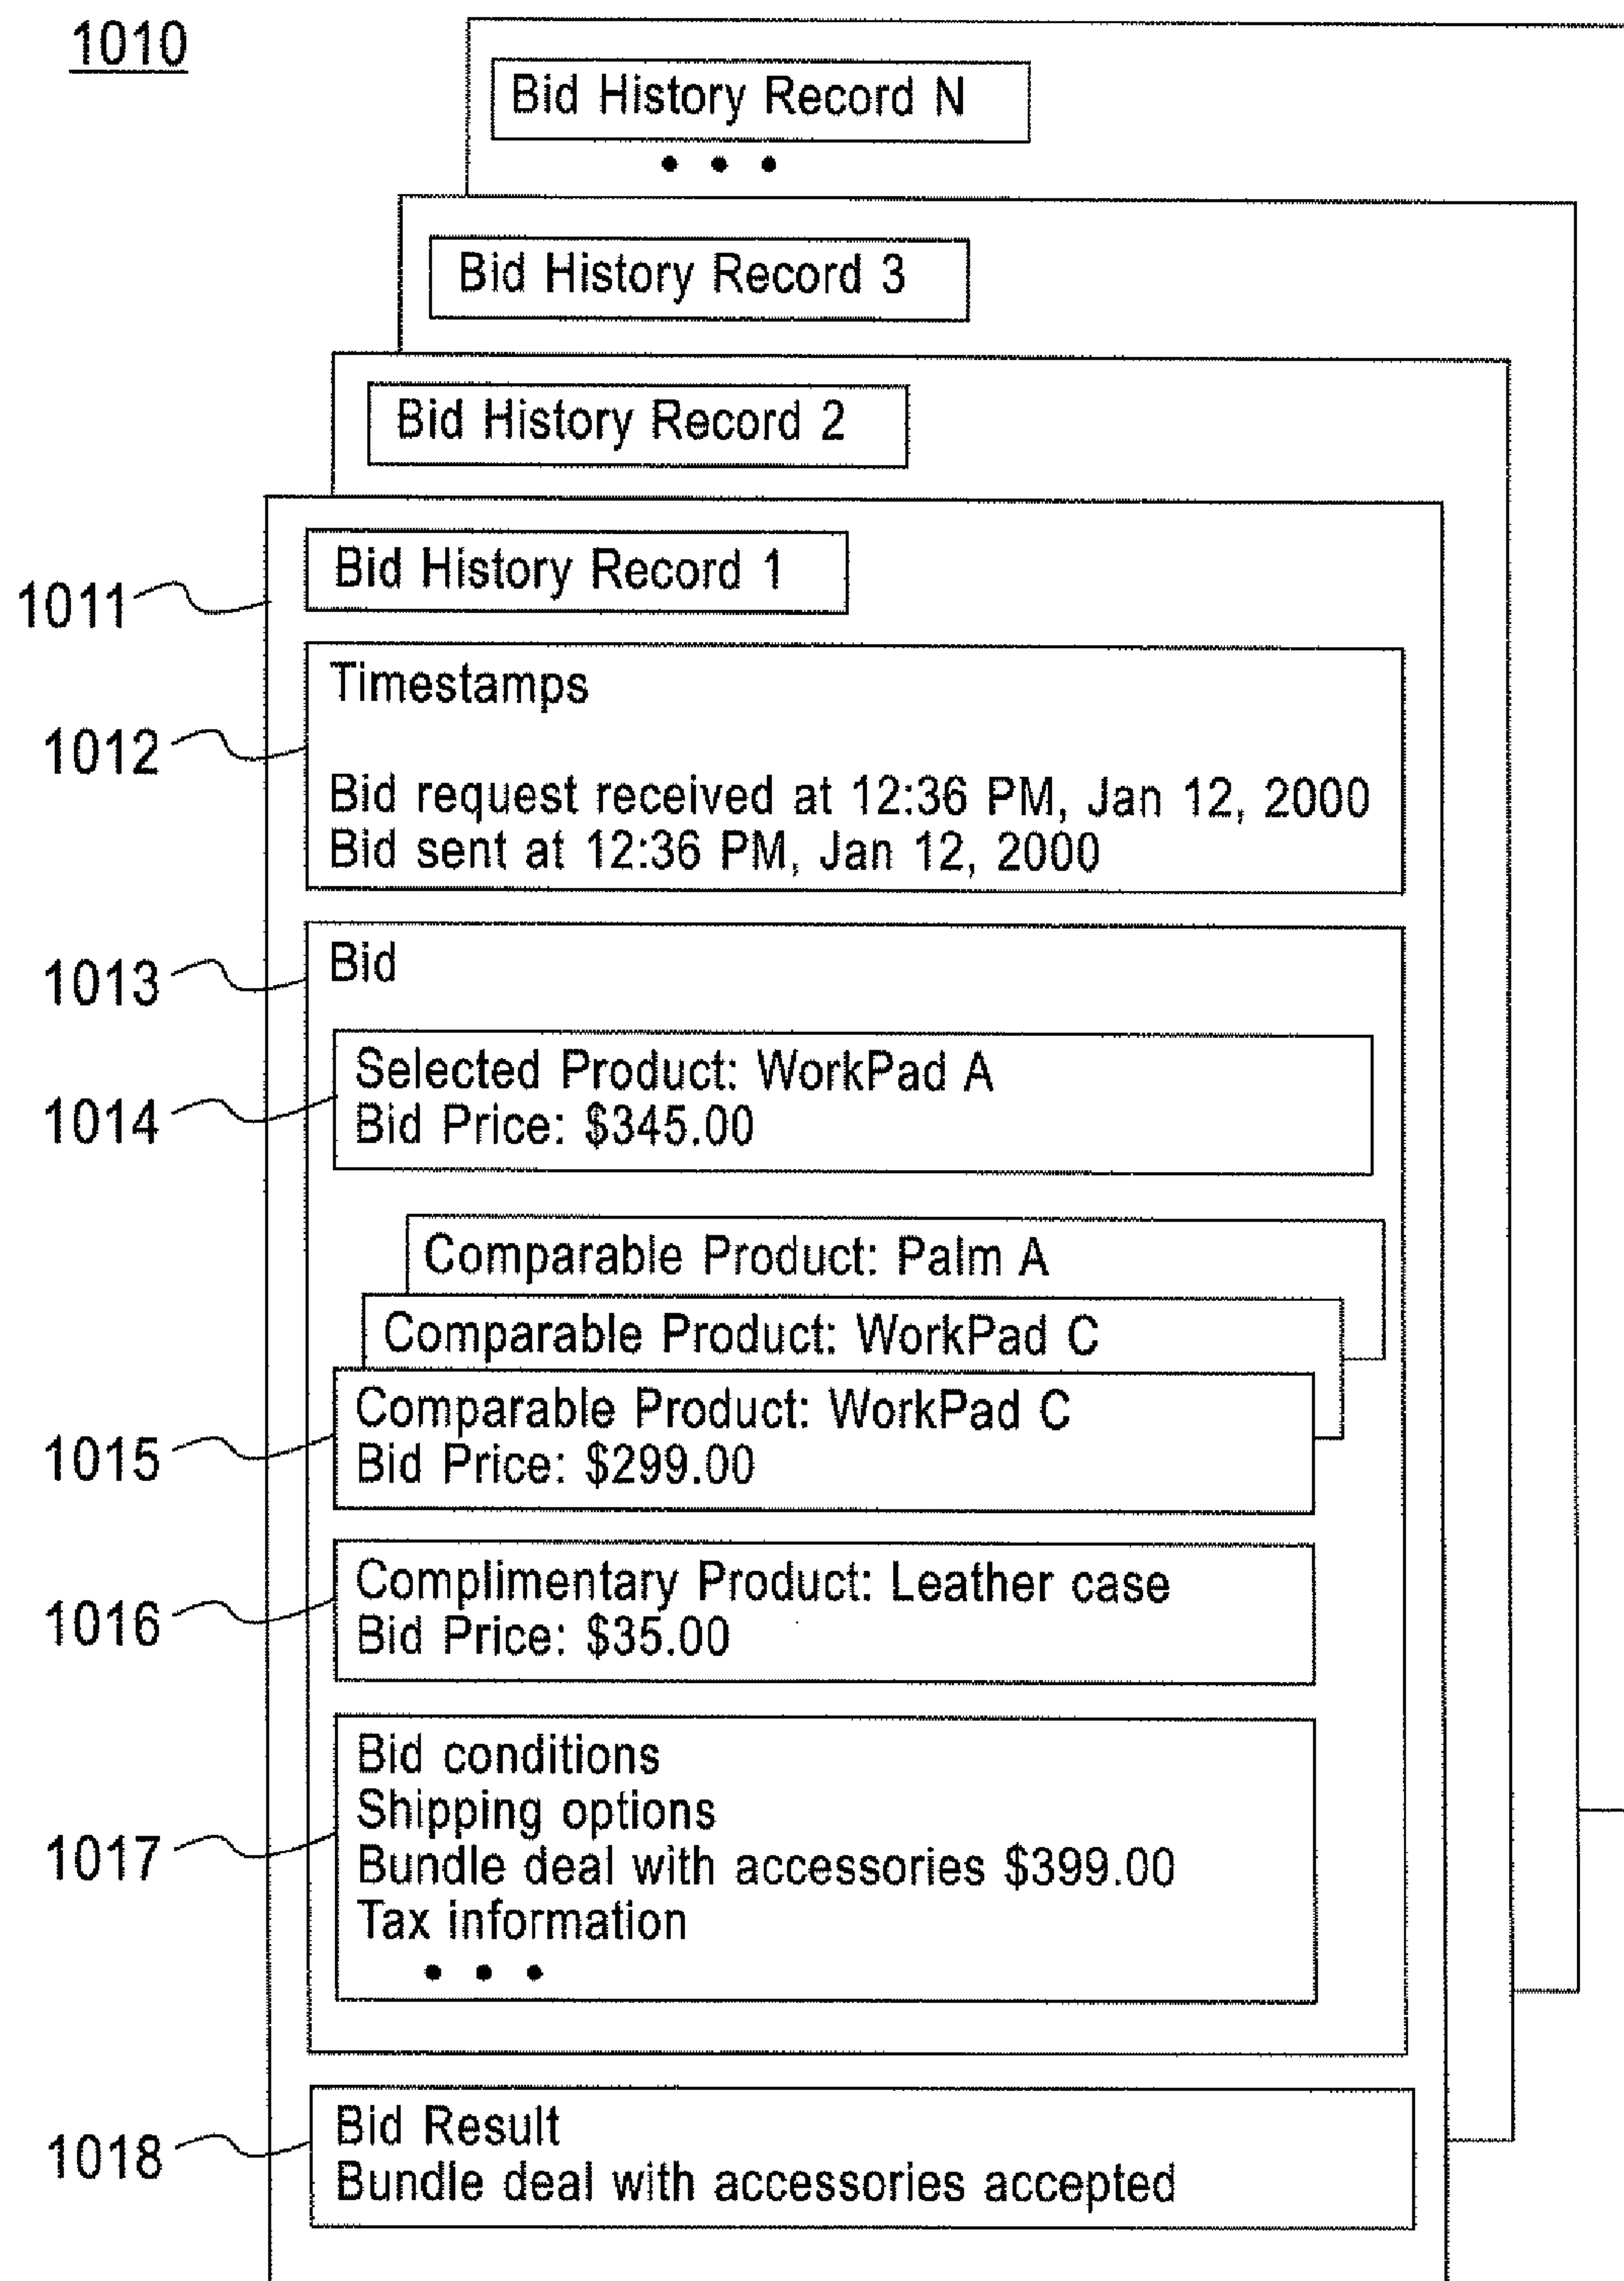 1010
Bid History Record N
• • •
Bid History Record 3
Bid History Record 2
Bid History Record 1
1011
Timestamps
1012
Bid request received at 12:36 PM, Jan 12, 2000
Bid sent at 12:36 PM, Jan 12, 2000
Bid
1013
Selected Product: WorkPad A
1014
Bid Price: $345.00
Comparable Product: Palm A
Comparable Product: WorkPad C
Comparable Product: WorkPad C
1015
Bid Price: $299.00
Complimentary Product: Leather case
1016
Bid Price: $35.00
Bid conditions
Shipping options
1017
Bundle deal with accessories $399.00
Tax information
• • •
Bid Result
1018
Bundle deal with accessories accepted